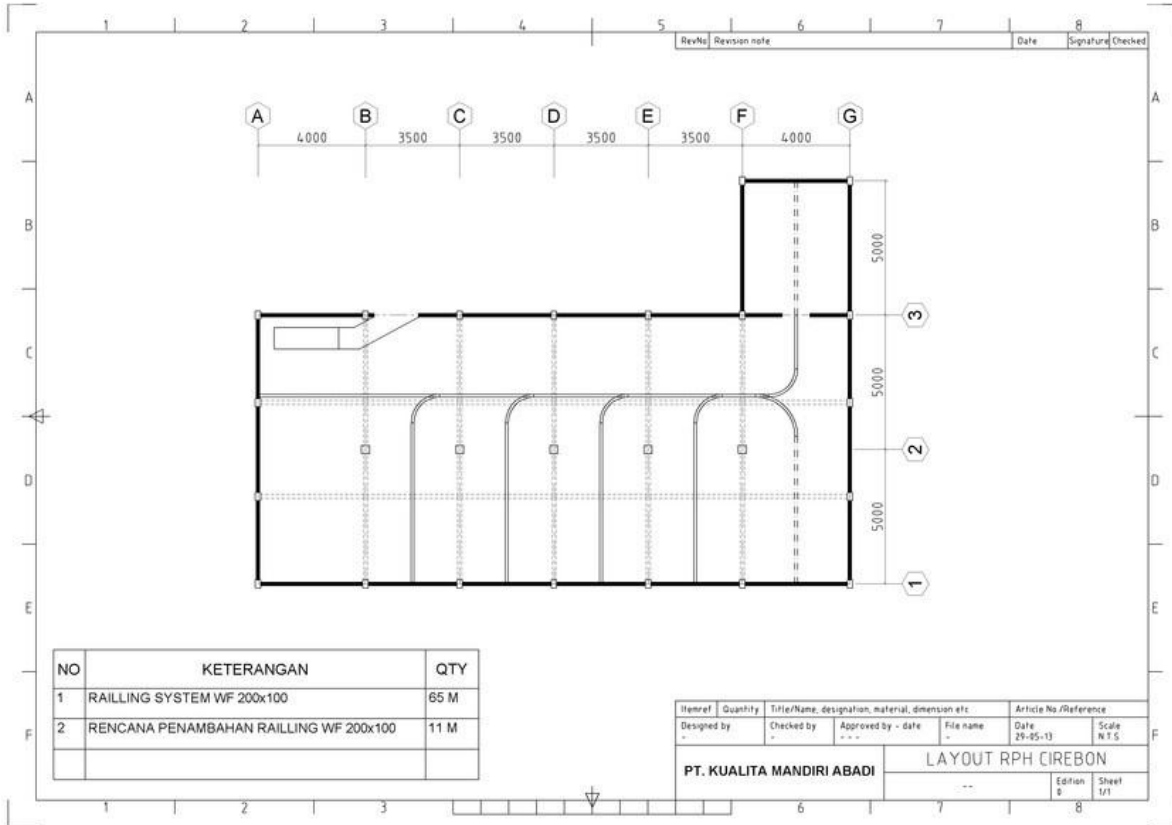 1 2 3 4 5 6 7 8
RevNo Revision note Date Signature Checked
A A
A B C D E F G
4000 3500 3500 3500 3500 4000
B B
5000
3
C C
5000
2
D D
5000
1
E E
NO KETERANGAN QTY
1 RAILLING SYSTEM WF 200x100 65 M
2 RENCANA PENAMBAHAN RAILLING WF 200x100 11 M
F F
Itemref Quantity Title/Name, designation, material, dimension etc Article No./Reference
Designed by Checked by Approved by - date File name Date Scale
- - - - - - 29-05-13 N.T.S
PT. KUALITA MANDIRI ABADI LAYOUT RPH CIREBON
-- Edition Sheet
0 1/1
1 2 3 6 7 8